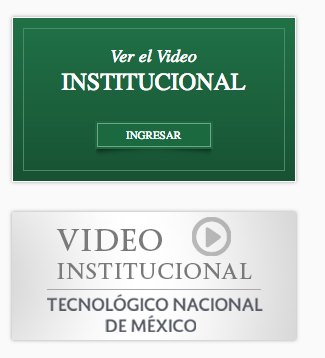 Ver el Video
INSTITUCIONAL
INGRESAR
VIDEO
INSTITUCIONAL
TECNOLÓGICO NACIONAL
DE MÉXICO